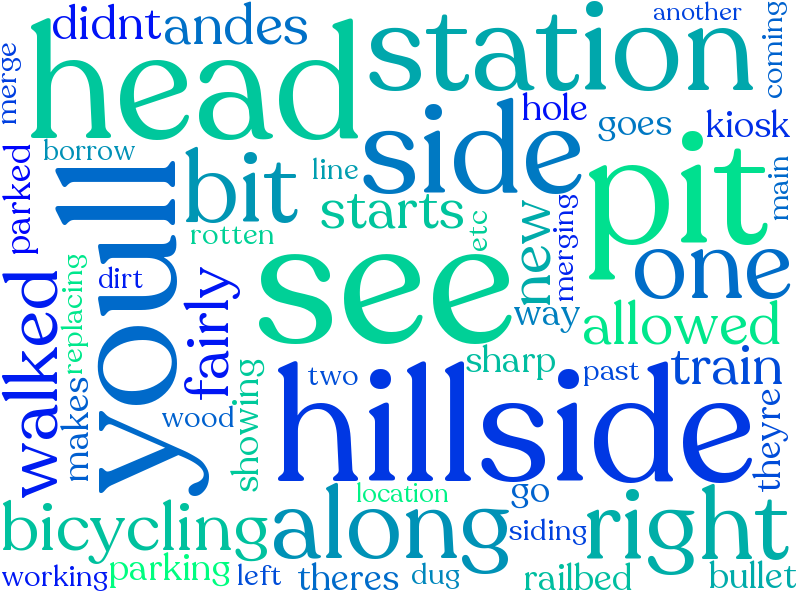 didnt andes another
head station coming
merge hole
side goes kiosk
borrow line pit
parked bit main
starts
rotten etc new merging one
youll see
dirt fairly way allowed
walked replacing
sharp train
two hillside past
makes wood showing theyre
location go
bicycling along siding right
working parking left theres dug railbed bullet